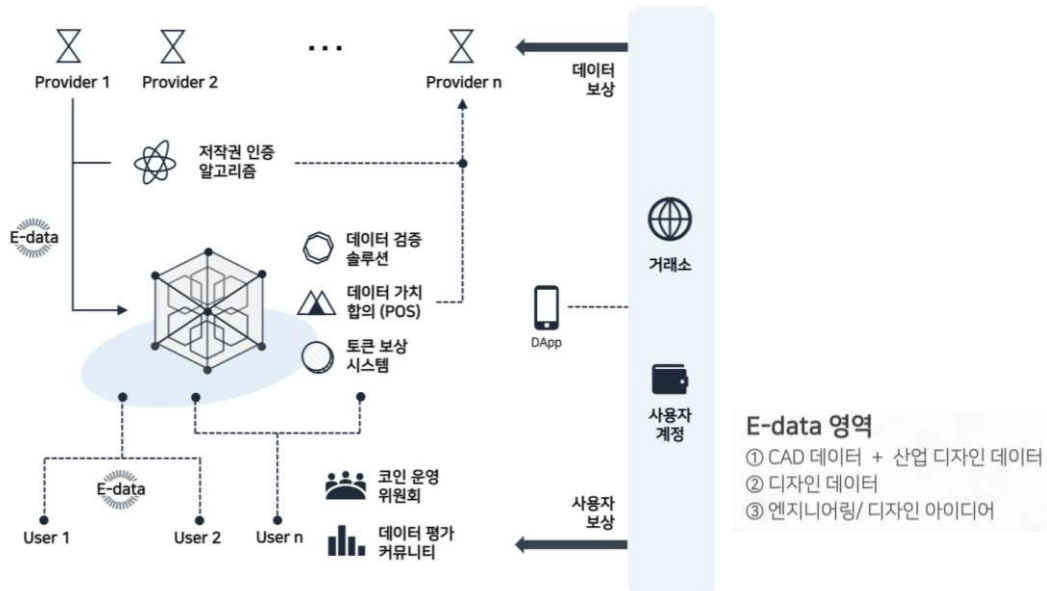 Provider 1
Provider 2
...
Provider n
데이터
보상
저작권 인증
알고리즘
E-data
데이터 검증
솔루션
데이터 가치
합의 (POS)
토큰 보상
시스템
거래소
DApp
사용자
계정
E-data
User 1
User 2
User n
코인 운영
위원회
데이터 평가
커뮤니티
사용자
보상
E-data 영역
① CAD 데이터 + 산업 디자인 데이터
② 디자인 데이터
③ 엔지니어링/ 디자인 아이디어